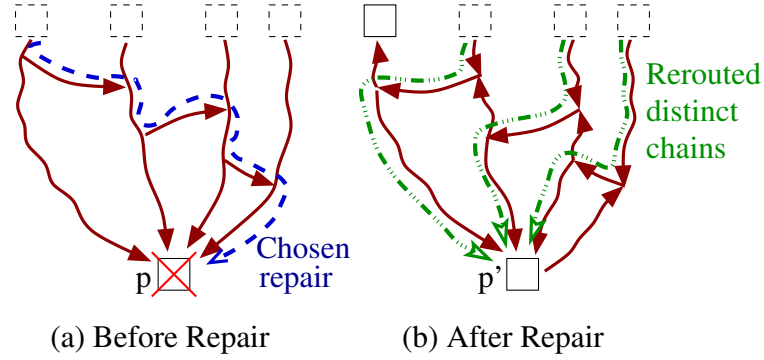 Rerouted
distinct
chains
Chosen
repair
p
p’
(a) Before Repair
(b) After Repair